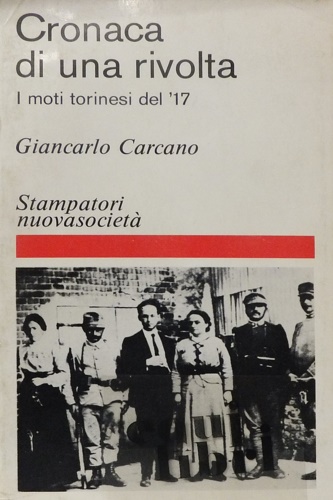 Cronaca
di una rivolta
I moti torinesi del '17
Giancarlo Carcano
Stampatori
nuovasocietà